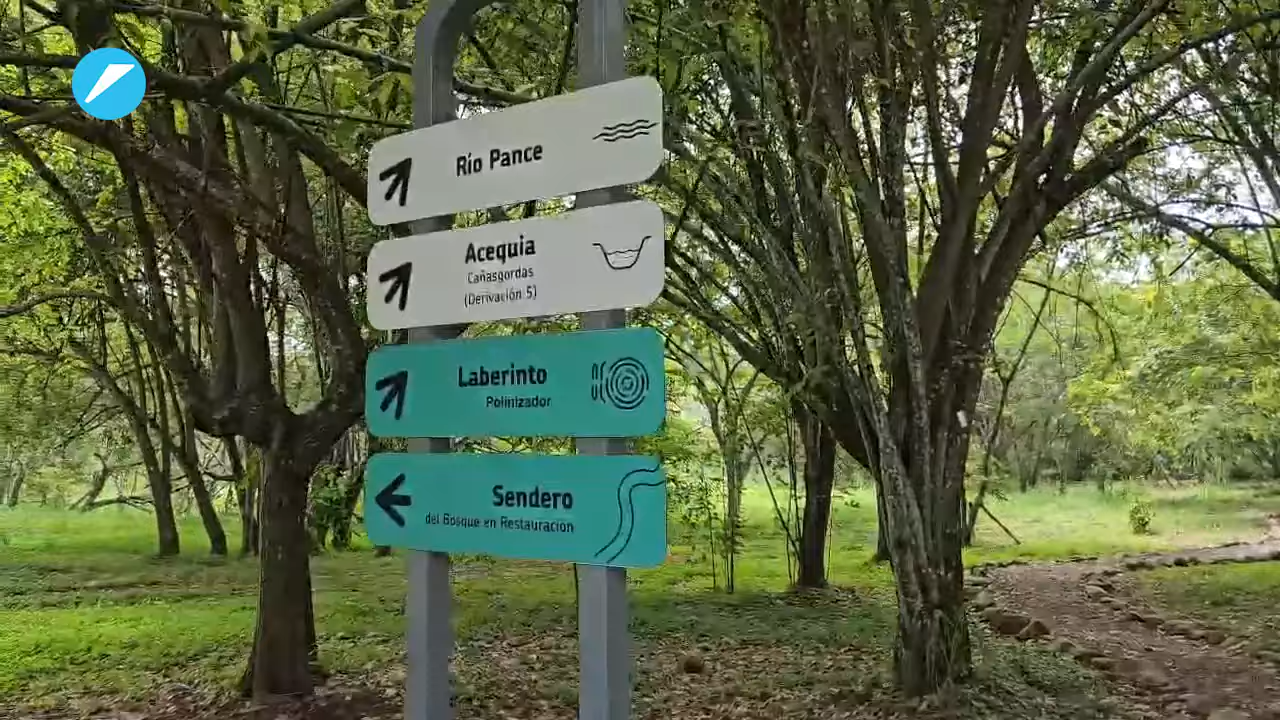 Río Pance
Acequia
Cañasgordas
(Derivación 5)
Laberinto
Polinizador
Sendero
del Bosque en Restauración